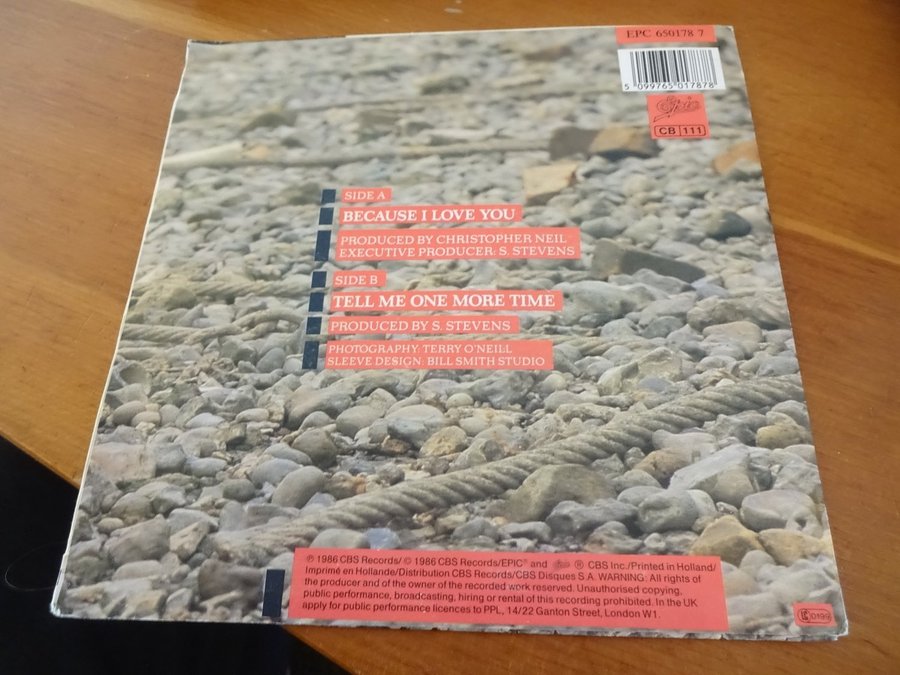 EPC 650178 7
5 099765 017878
Epic
CB 111
SIDE A
BECAUSE I LOVE YOU
PRODUCED BY CHRISTOPHER NEIL
EXECUTIVE PRODUCER: S. STEVENS
SIDE B
TELL ME ONE MORE TIME
PRODUCED BY S. STEVENS
PHOTOGRAPHY: TERRY O'NEILL
SLEEVE DESIGN: BILL SMITH STUDIO
℗ 1986 CBS Records/ © 1986 CBS Records/EPIC® and Epic ® CBS Inc./Printed in Holland/
Imprimé en Hollande/Distribution CBS Records/CBS Disques S.A. WARNING: All rights of
the producer and of the owner of the recorded work reserved. Unauthorised copying,
public performance, broadcasting, hiring or rental of this recording prohibited. In the UK
apply for public performance licences to PPL, 14/22 Ganton Street, London W1.
LC 0199